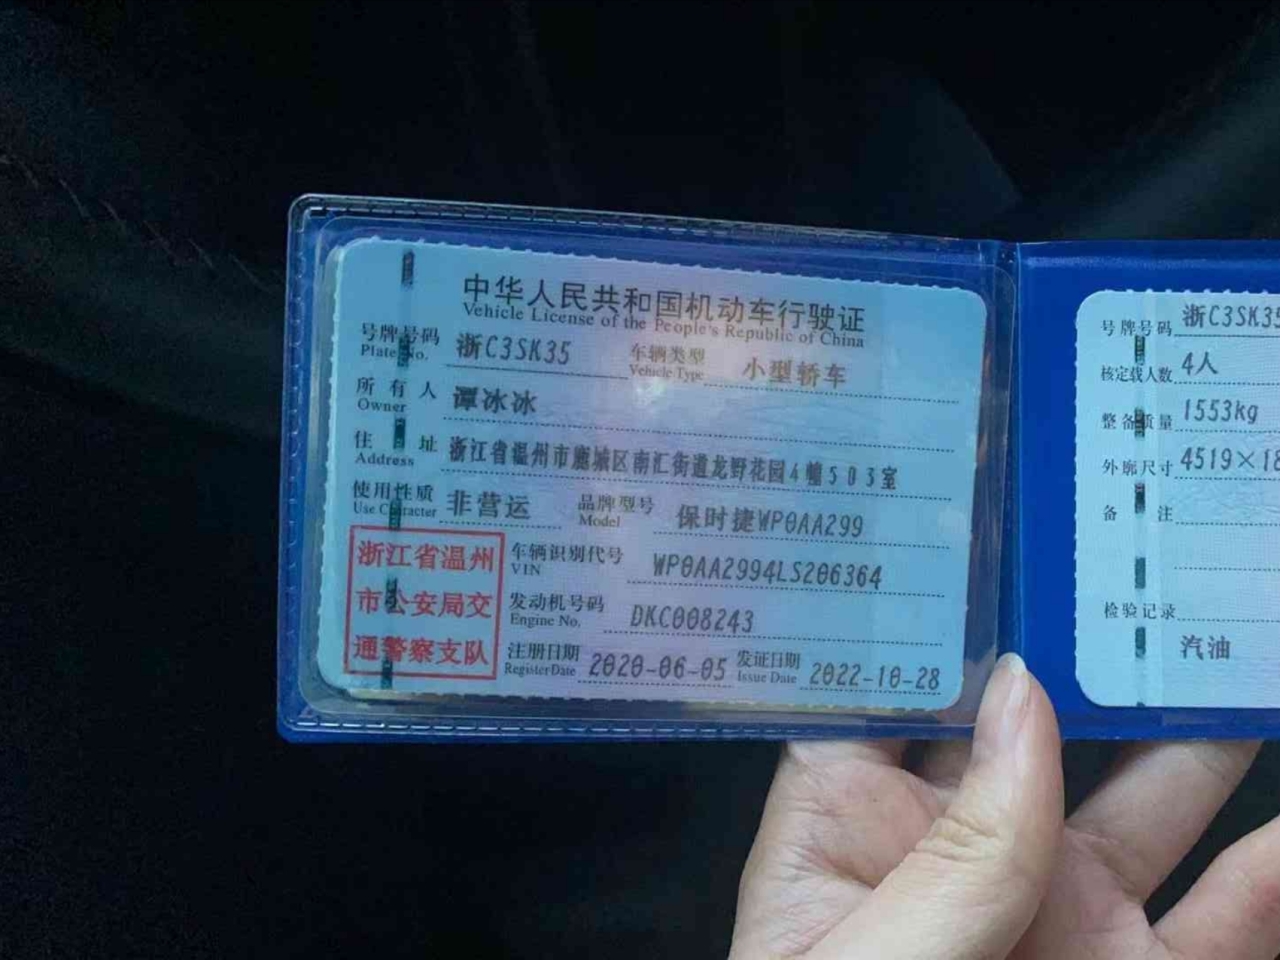 中华人民共和国机动车行驶证
Vehicle License of the People's Republic of China
号牌号码 浙C3SK35 车辆类型 小型轿车
Plate No. Vehicle Type
所有人 谭冰冰
Owner
住址 浙江省温州市鹿城区南汇街道龙野花园4幢503室
Address
使用性质 非营运 品牌型号 保时捷WP0AA299
Use Character Model
浙江省温州
市公安局交
通警察支队
车辆识别代号 WP0AA2994LS206364
VIN
发动机号码 DKC008243
Engine No.
注册日期 2020-06-05 发证日期 2022-10-28
Register Date Issue Date
号牌号码 浙C3SK35
核定载人数 4人
整备质量 1553kg
外廓尺寸 4519×18
备注
检验记录
汽油